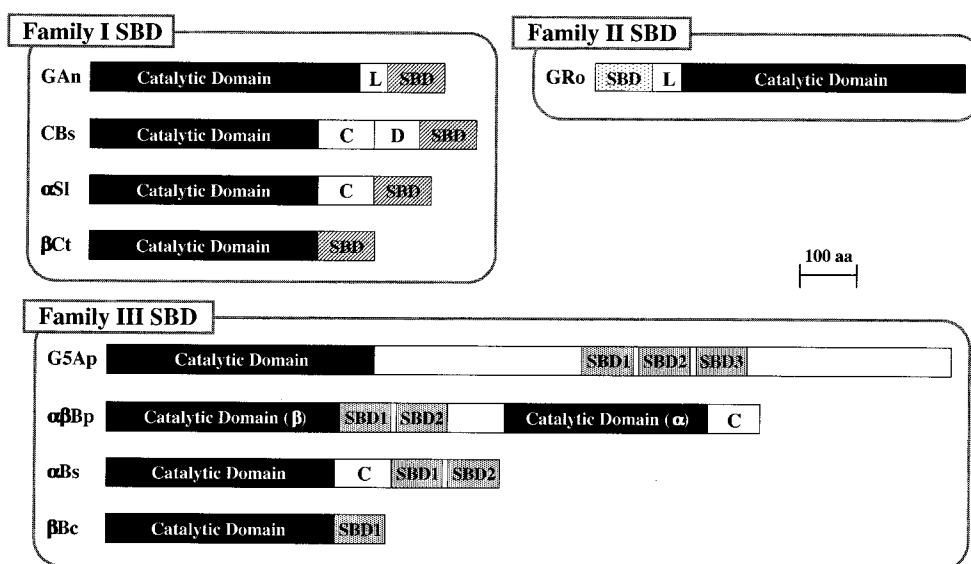 Family I SBD
GAn Catalytic Domain L SBD
CBs Catalytic Domain C D SBD
αSl Catalytic Domain C SBD
βCt Catalytic Domain SBD
Family II SBD
GRo SBD L Catalytic Domain
100 aa
Family III SBD
G5Ap Catalytic Domain SBD1 SBD2 SBD3
αβBp Catalytic Domain (β) SBD1 SBD2 Catalytic Domain (α) C
αBs Catalytic Domain C SBD1 SBD2
βBc Catalytic Domain SBD1